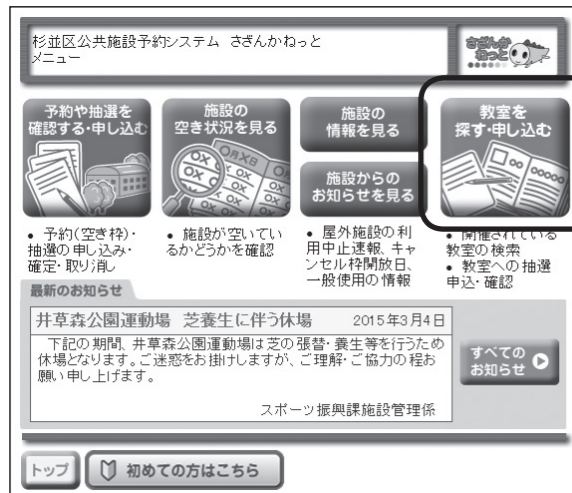 杉並区公共施設予約システム さざんかねっと
メニュー
さざんか
ねっと
予約や抽選を
確認する・申し込む
施設の
空き状況を見る
施設の
情報を見る
施設からの
お知らせを見る
教室を
探す・申し込む
• 予約(空き枠)・
抽選の申し込み・
確定・取り消し
• 施設が空いてい
るかどうかを確認
• 屋外施設の利
用中止速報、キャ
ンセル枠開放日、
一般使用の情報
• 開催されている
教室の検索
• 教室への抽選
申込・確認
最新のお知らせ
井草森公園運動場 芝養生に伴う休場 2015年3月4日
下記の期間、井草森公園運動場は芝の張替・養生等を行うため
休場となります。ご迷惑をお掛けしますが、ご理解・ご協力の程お
願い申し上げます。
スポーツ振興課施設管理係
すべての
お知らせ
トップ
初めての方はこちら